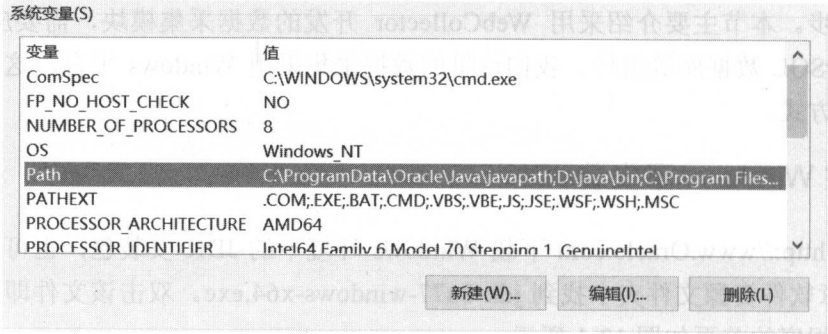 系统变量(S)
变量 值
ComSpec C:\WINDOWS\system32\cmd.exe
FP_NO_HOST_CHECK NO
NUMBER_OF_PROCESSORS 8
OS Windows_NT
Path C:\ProgramData\Oracle\Java\javapath;D:\java\bin;C:\Program Files...
PATHEXT .COM;.EXE;.BAT;.CMD;.VBS;.VBE;.JS;.JSE;.WSF;.WSH;.MSC
PROCESSOR_ARCHITECTURE AMD64
PROCESSOR_IDENTIFIER Intel64 Family 6 Model 70 Stepping 1 GenuineIntel
新建(W)... 编辑(I)... 删除(L)